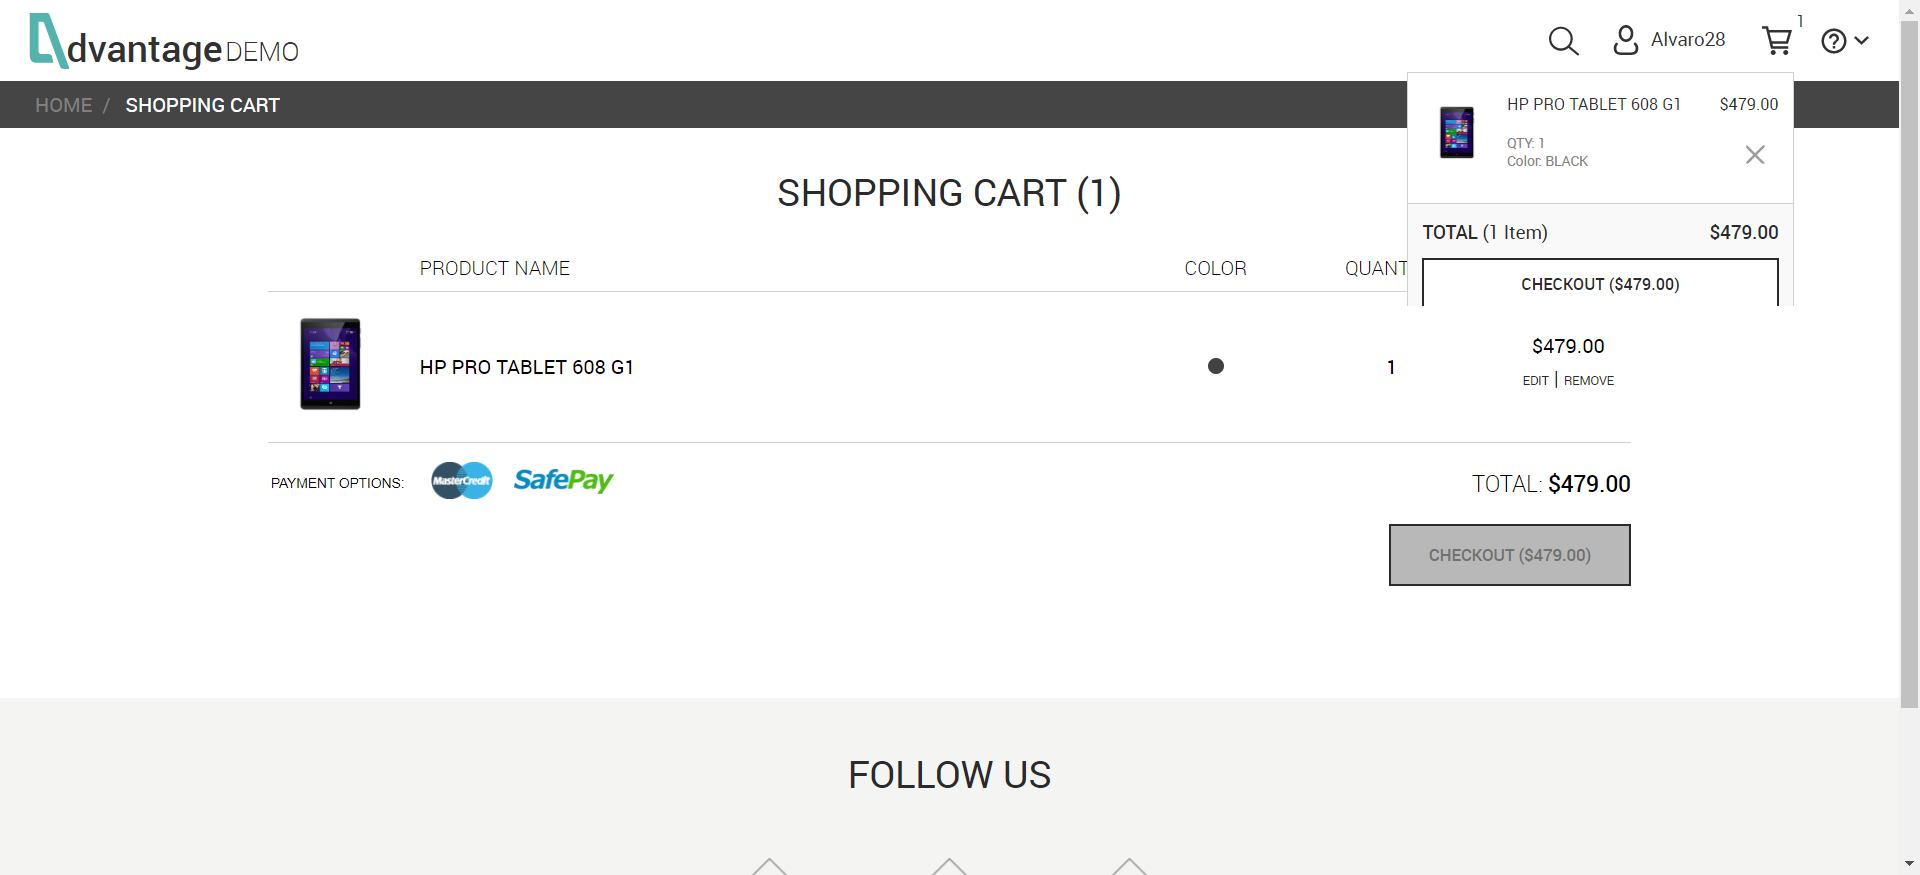 dvantage DEMO
Alvaro28
1
HOME / SHOPPING CART
HP PRO TABLET 608 G1 $479.00
QTY: 1
Color: BLACK
TOTAL (1 Item) $479.00
CHECKOUT ($479.00)
SHOPPING CART (1)
PRODUCT NAME COLOR QUANT
HP PRO TABLET 608 G1 1 $479.00
EDIT | REMOVE
PAYMENT OPTIONS: MasterCredit SafePay
TOTAL: $479.00
CHECKOUT ($479.00)
FOLLOW US